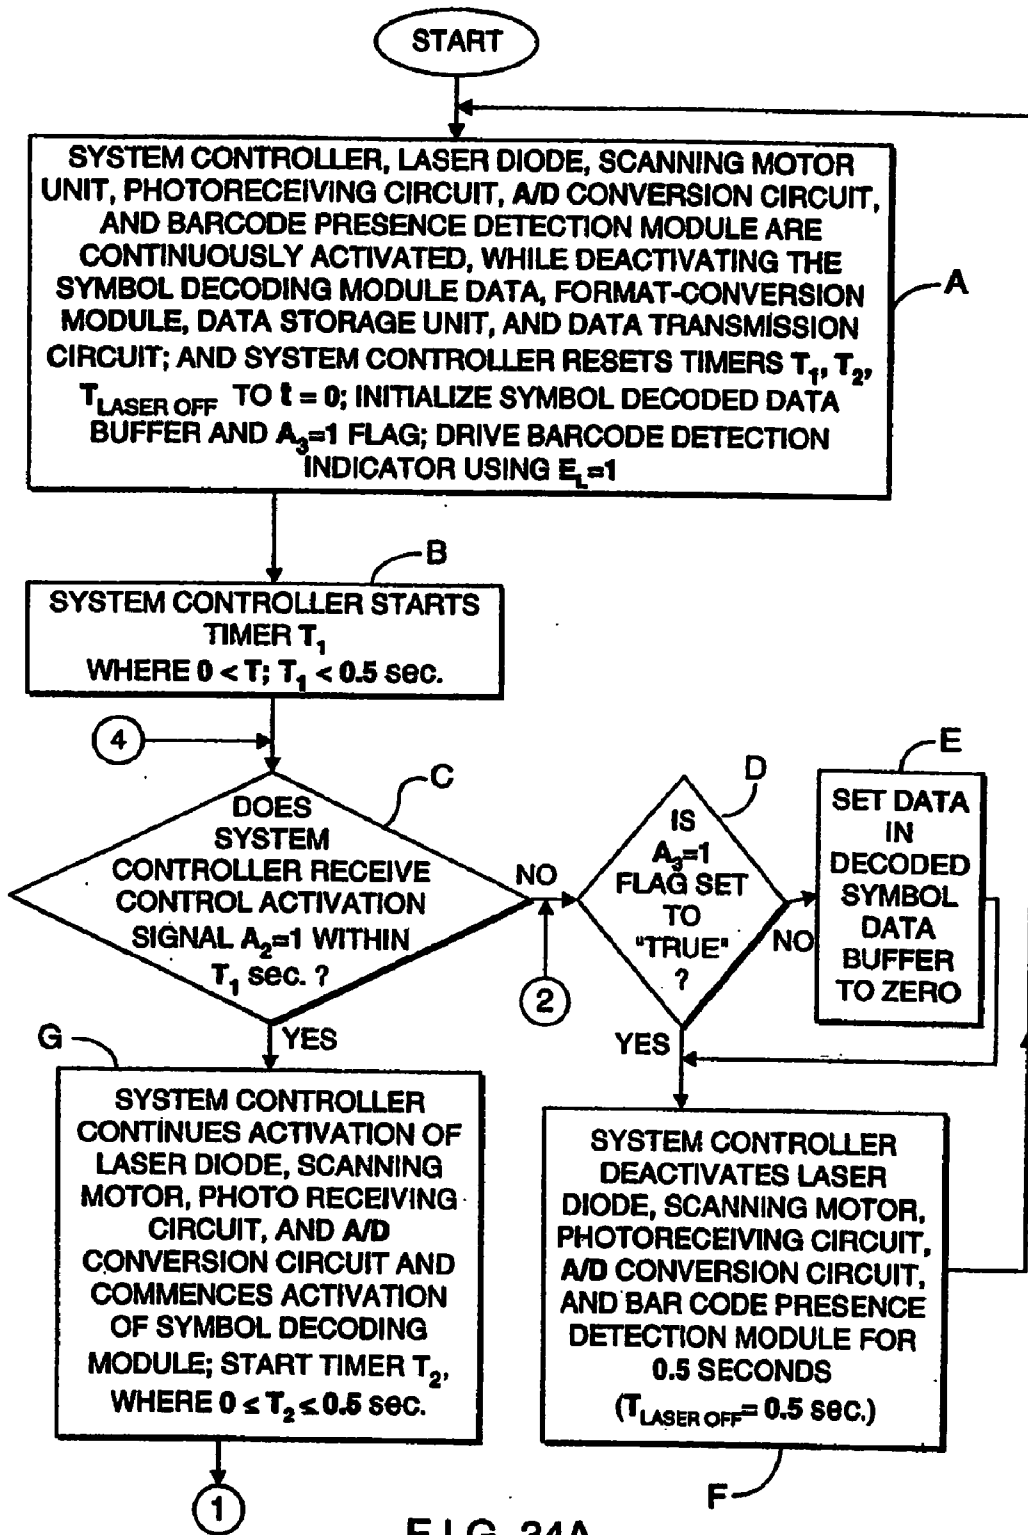 START
SYSTEM CONTROLLER, LASER DIODE, SCANNING MOTOR
UNIT, PHOTORECEIVING CIRCUIT, A/D CONVERSION CIRCUIT,
AND BARCODE PRESENCE DETECTION MODULE ARE
CONTINUOUSLY ACTIVATED, WHILE DEACTIVATING THE
SYMBOL DECODING MODULE DATA, FORMAT-CONVERSION
MODULE, DATA STORAGE UNIT, AND DATA TRANSMISSION
CIRCUIT; AND SYSTEM CONTROLLER RESETS TIMERS T1, T2,
TLASER OFF TO t = 0; INITIALIZE SYMBOL DECODED DATA
BUFFER AND A3=1 FLAG; DRIVE BARCODE DETECTION
INDICATOR USING EL=1
A
B
SYSTEM CONTROLLER STARTS
TIMER T1
WHERE 0 < T; T1 < 0.5 sec.
4
C
DOES
SYSTEM
CONTROLLER RECEIVE
CONTROL ACTIVATION
SIGNAL A2=1 WITHIN
T1 sec. ?
NO
2
YES
D
IS
A3=1
FLAG SET
TO
"TRUE"
?
NO
YES
E
SET DATA
IN
DECODED
SYMBOL
DATA
BUFFER
TO ZERO
G
SYSTEM CONTROLLER
CONTINUES ACTIVATION OF
LASER DIODE, SCANNING
MOTOR, PHOTO RECEIVING
CIRCUIT, AND A/D
CONVERSION CIRCUIT AND
COMMENCES ACTIVATION
OF SYMBOL DECODING
MODULE; START TIMER T2,
WHERE 0 ≤ T2 ≤ 0.5 sec.
1
SYSTEM CONTROLLER
DEACTIVATES LASER
DIODE, SCANNING MOTOR,
PHOTORECEIVING CIRCUIT,
A/D CONVERSION CIRCUIT,
AND BAR CODE PRESENCE
DETECTION MODULE FOR
0.5 SECONDS
(TLASER OFF= 0.5 sec.)
F
FIG. 24A